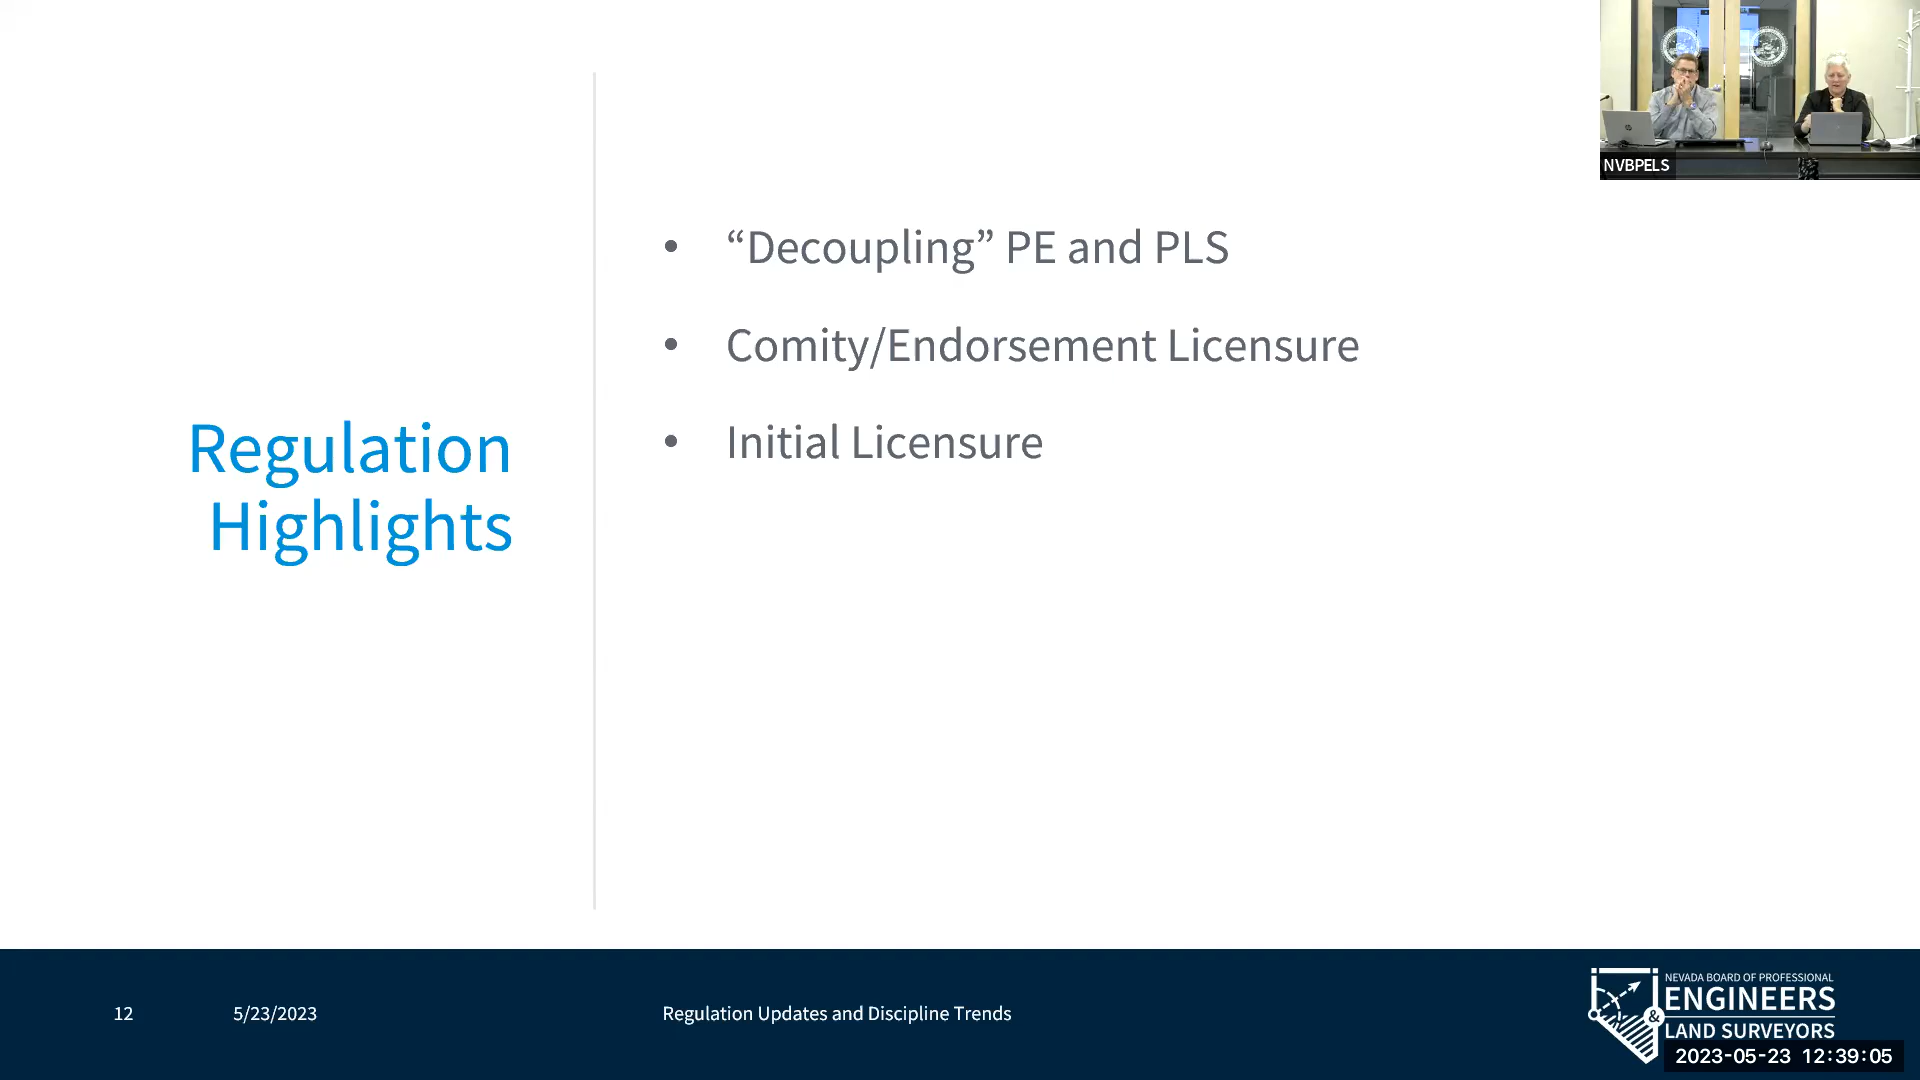 NVBPELS
• “Decoupling” PE and PLS
• Comity/Endorsement Licensure
• Initial Licensure
Regulation
Highlights
12
5/23/2023
Regulation Updates and Discipline Trends
NEVADA BOARD OF PROFESSIONAL
ENGINEERS
&
LAND SURVEYORS
2023-05-23 12:39:05